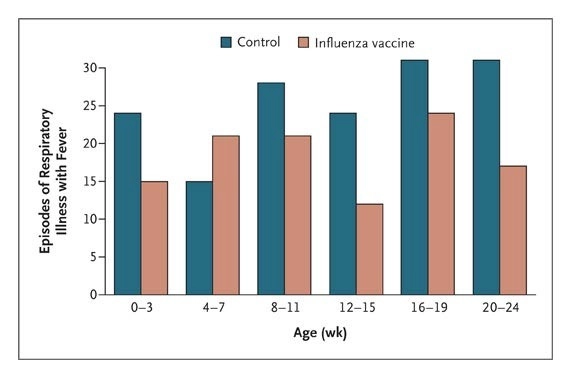 Control Influenza vaccine
Episodes of Respiratory
Illness with Fever
30
25
20
15
10
5
0
0–3 4–7 8–11 12–15 16–19 20–24
Age (wk)